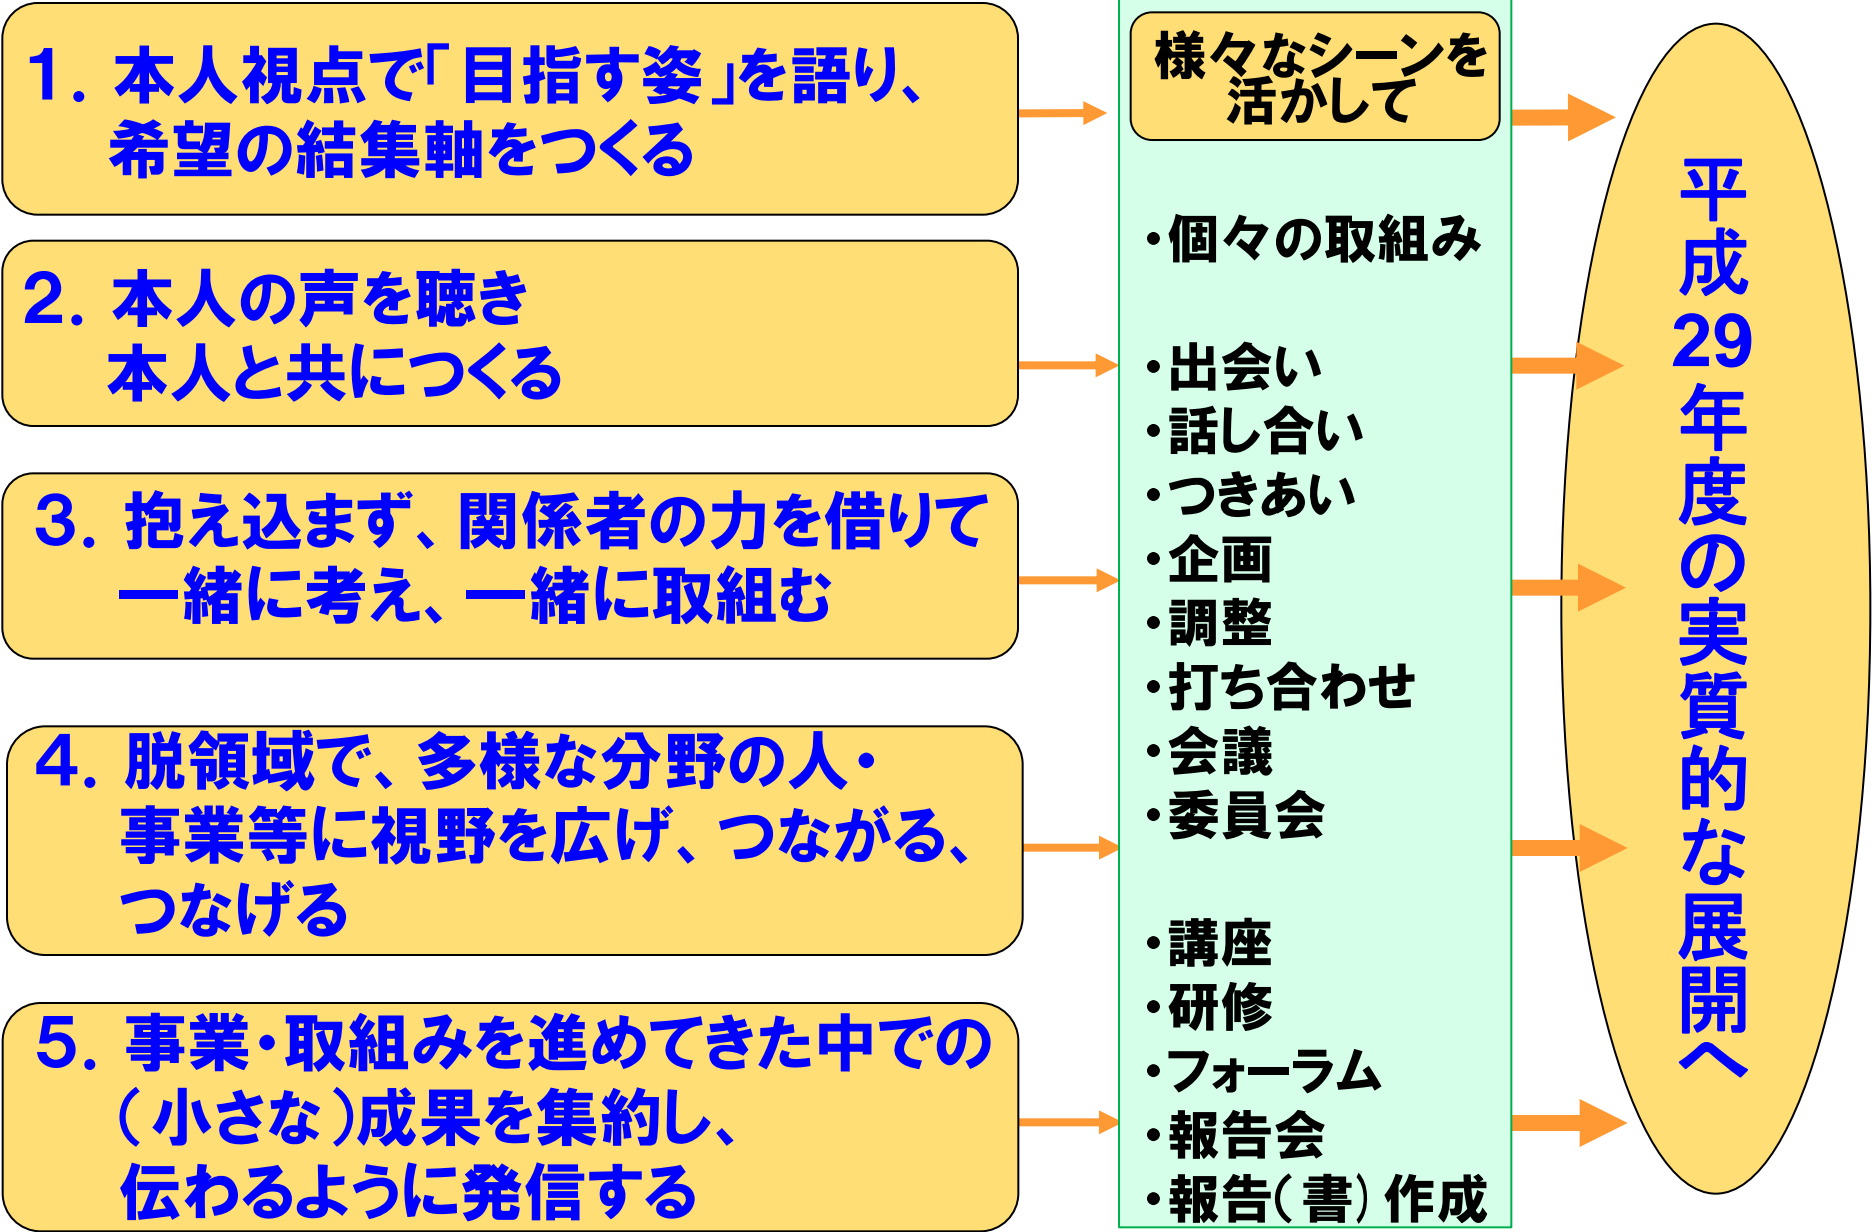 １．本人視点で「目指す姿」を語り、
希望の結集軸をつくる
２．本人の声を聴き
本人と共につくる
３．抱え込まず、関係者の力を借りて
一緒に考え、一緒に取組む
４．脱領域で、多様な分野の人・
事業等に視野を広げ、つながる、
つなげる
５．事業・取組みを進めてきた中での
（小さな）成果を集約し、
伝わるように発信する
様々なシーンを
活かして
・個々の取組み
・出会い
・話し合い
・つきあい
・企画
・調整
・打ち合わせ
・会議
・委員会
・講座
・研修
・フォーラム
・報告会
・報告（書）作成
平成29年度の実質的な展開へ